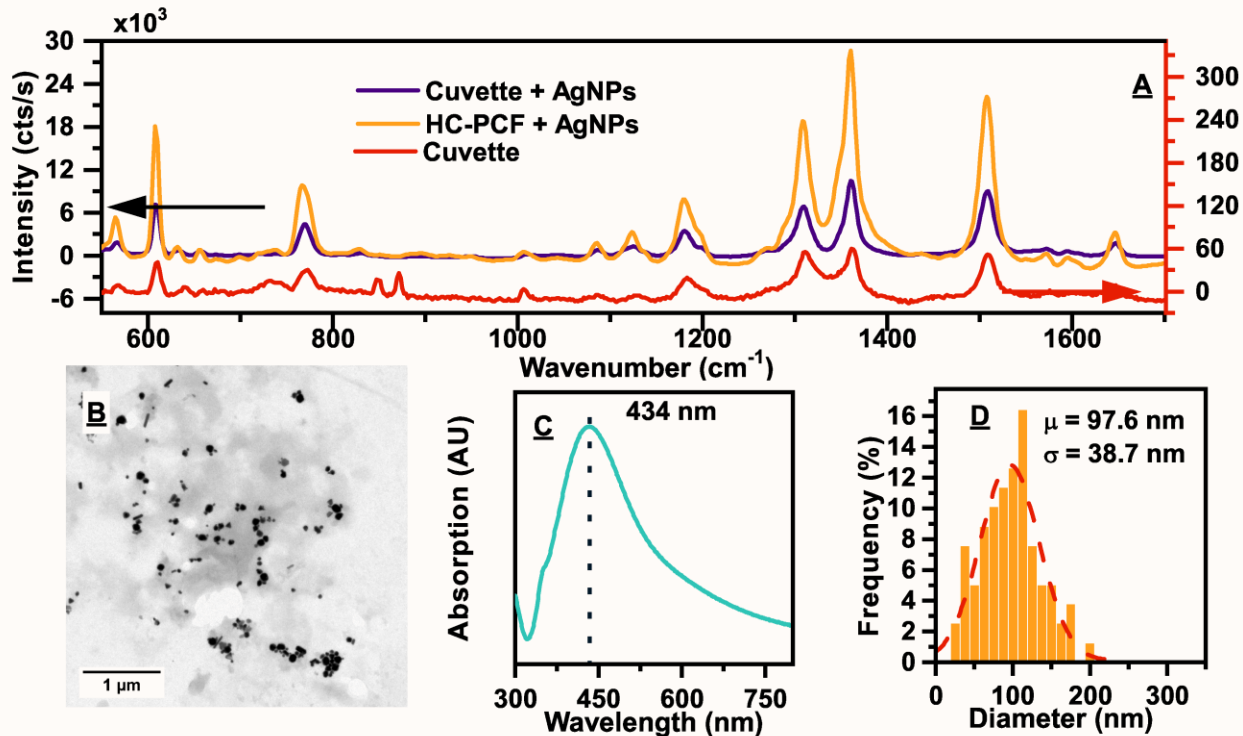 x10³
30
24
18
12
6
0
-6
Intensity (cts/s)
Cuvette + AgNPs
HC-PCF + AgNPs
Cuvette
A
300
240
180
120
60
0
600 800 1000 1200 1400 1600
Wavenumber (cm⁻¹)
B
1 µm
C
434 nm
Absorption (AU)
300 450 600 750
Wavelength (nm)
D
µ = 97.6 nm
σ = 38.7 nm
16
14
12
10
8
6
4
2
0
Frequency (%)
0 100 200 300
Diameter (nm)